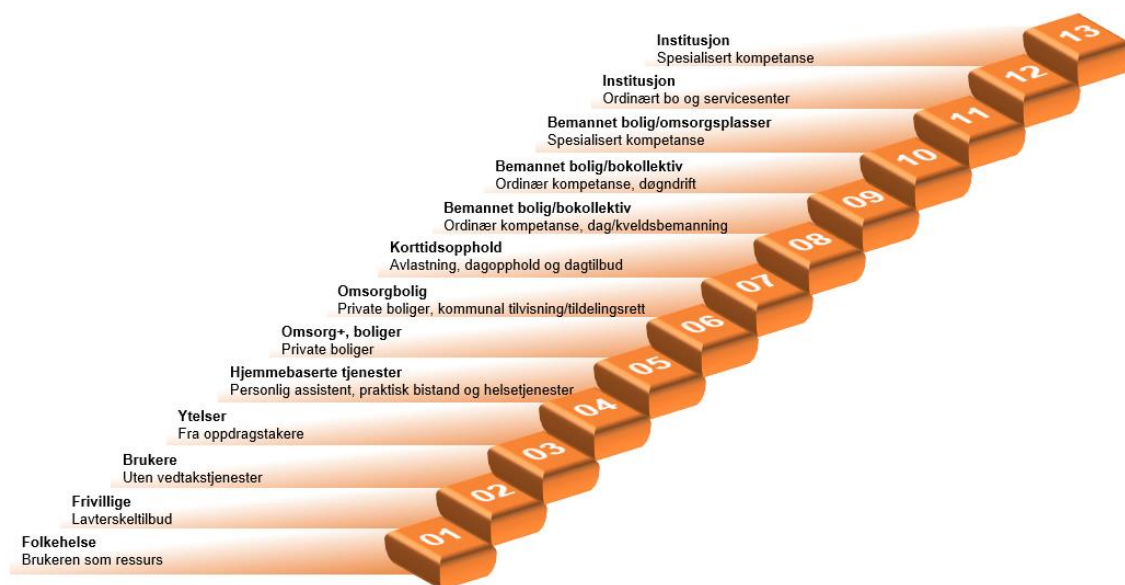 Institusjon
Spesialisert kompetanse
13
Institusjon
Ordinært bo og servicesenter
12
Bemannet bolig/omsorgsplasser
Spesialisert kompetanse
11
Bemannet bolig/bokollektiv
Ordinær kompetanse, døgndrift
10
Bemannet bolig/bokollektiv
Ordinær kompetanse, dag/kveldsbemanning
09
Korttidsopphold
Avlastning, dagopphold og dagtilbud
08
Omsorgbolig
Private boliger, kommunal tilvisning/tildelingsrett
07
Omsorg+, boliger
Private boliger
06
Hjemmebaserte tjenester
Personlig assistent, praktisk bistand og helsetjenester
05
Ytelser
Fra oppdragstakere
04
Brukere
Uten vedtakstjenester
03
Frivillige
Lavterskeltilbud
02
Folkehelse
Brukeren som ressurs
01